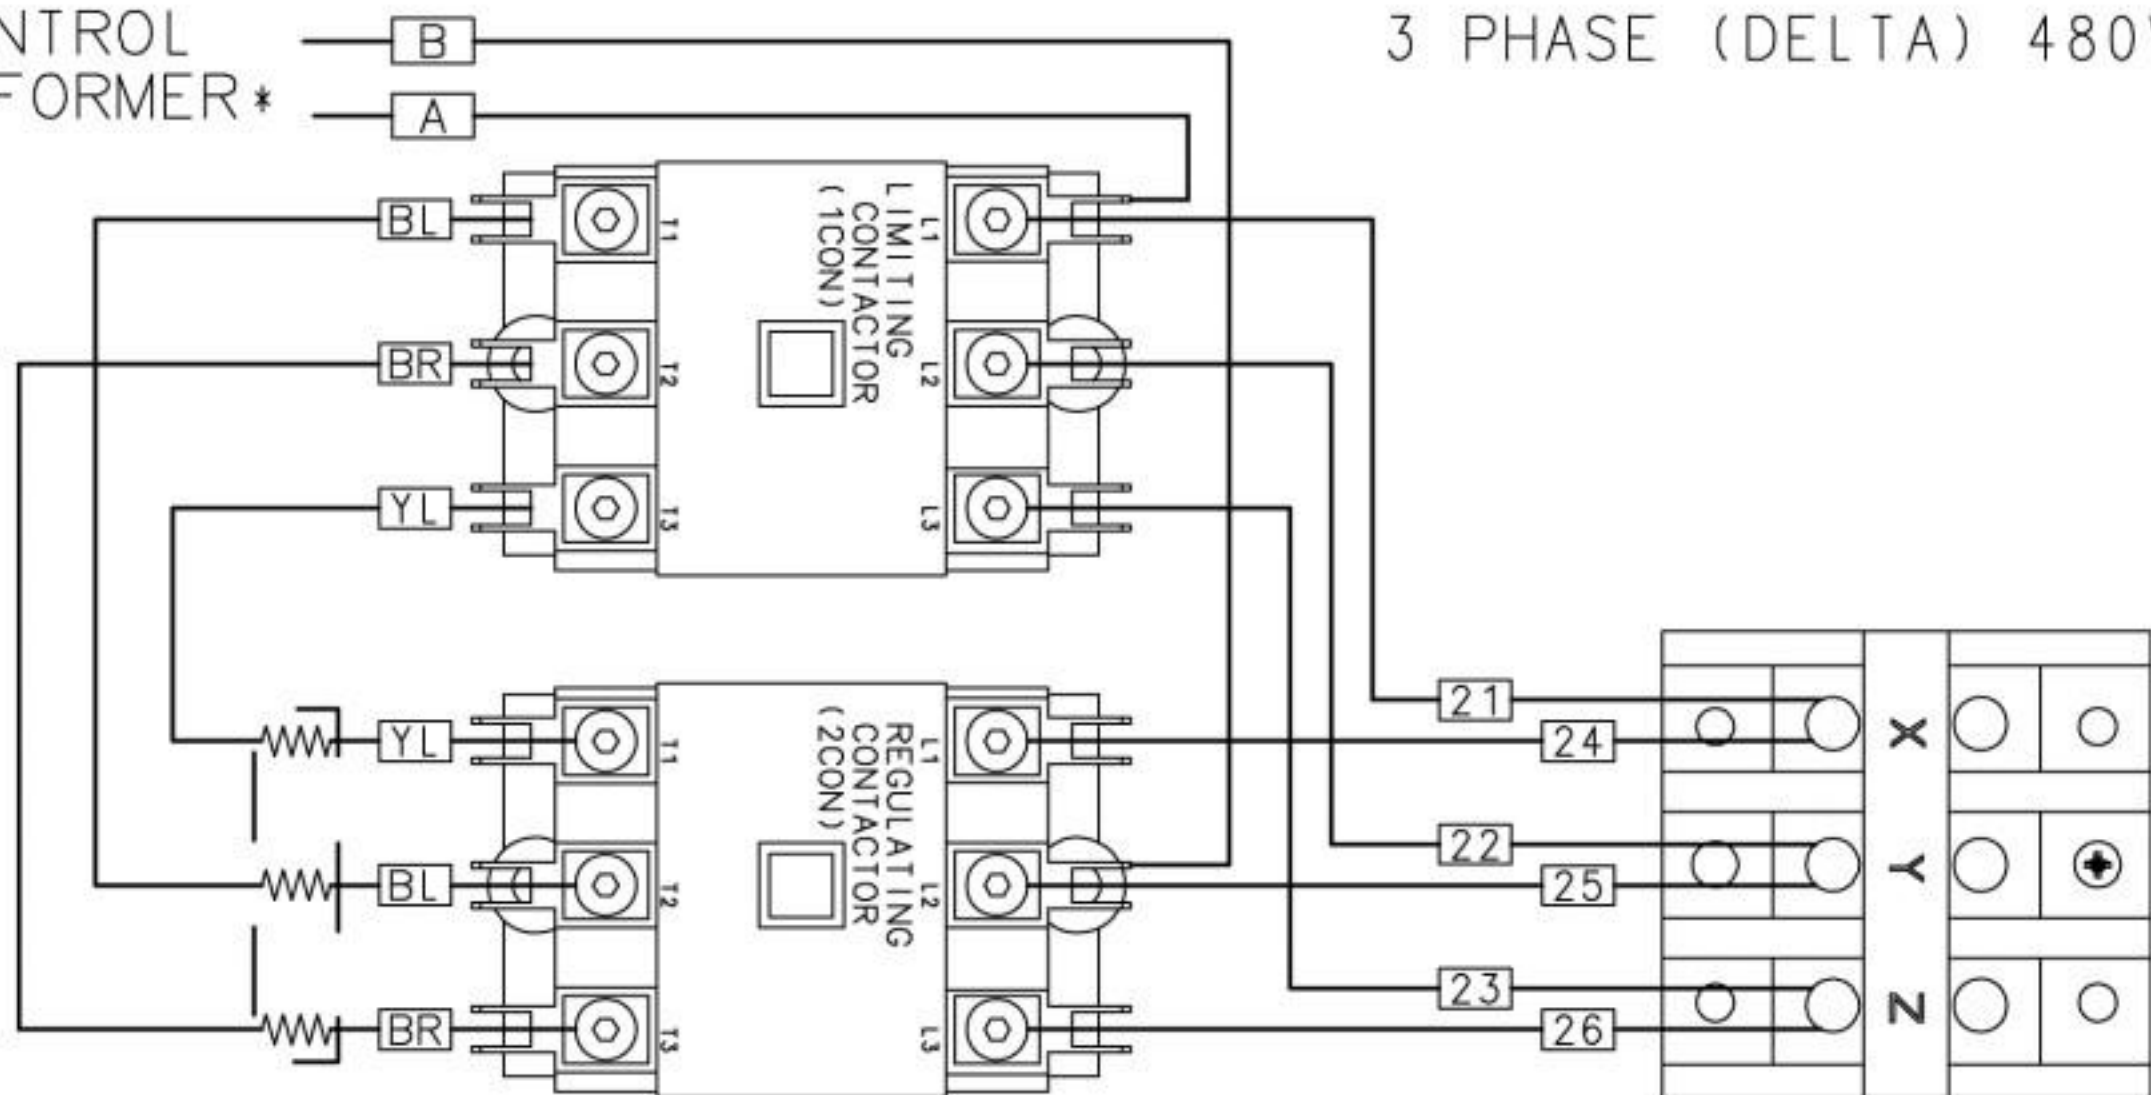 NTROL
FORMER*
3 PHASE (DELTA) 480
B
A
BL
BR
YL
T1
T2
T3
LIMITING
CONTACTOR
(1CON)
L1
L2
L3
21
24
22
25
23
26
X
Y
Z
YL
BL
BR
T1
T2
T3
REGULATING
CONTACTOR
(2CON)
L1
L2
L3